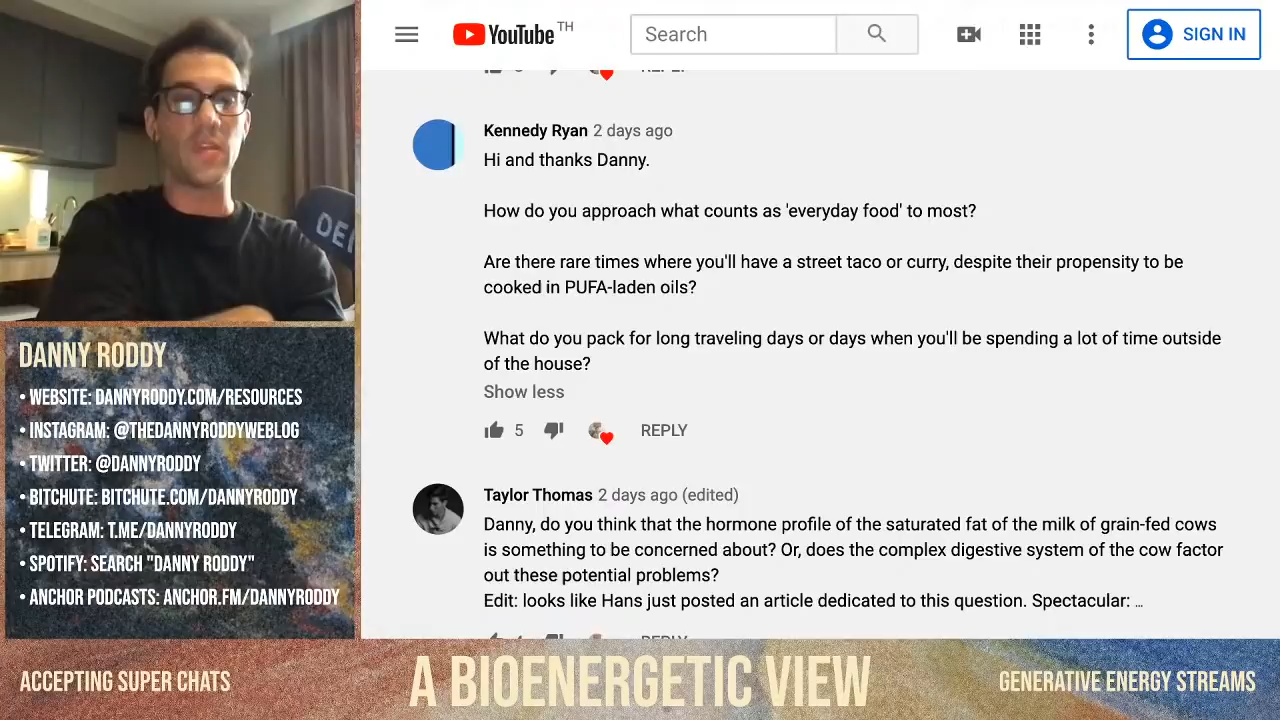 YouTube TH
Search
SIGN IN
Kennedy Ryan 2 days ago
Hi and thanks Danny.
How do you approach what counts as 'everyday food' to most?
Are there rare times where you'll have a street taco or curry, despite their propensity to be
cooked in PUFA-laden oils?
What do you pack for long traveling days or days when you'll be spending a lot of time outside
of the house?
Show less
5 REPLY
Taylor Thomas 2 days ago (edited)
Danny, do you think that the hormone profile of the saturated fat of the milk of grain-fed cows
is something to be concerned about? Or, does the complex digestive system of the cow factor
out these potential problems?
Edit: looks like Hans just posted an article dedicated to this question. Spectacular: ...
REPLY
DANNY RODDY
• WEBSITE: DANNYRODDY.COM/RESOURCES
• INSTAGRAM: @THEDANNYRODDYWEBLOG
• TWITTER: @DANNYRODDY
• BITCHUTE: BITCHUTE.COM/DANNYRODDY
• TELEGRAM: T.ME/DANNYRODDY
• SPOTIFY: SEARCH "DANNY RODDY"
• ANCHOR PODCASTS: ANCHOR.FM/DANNYRODDY
ACCEPTING SUPER CHATS
A BIOENERGETIC VIEW
GENERATIVE ENERGY STREAMS